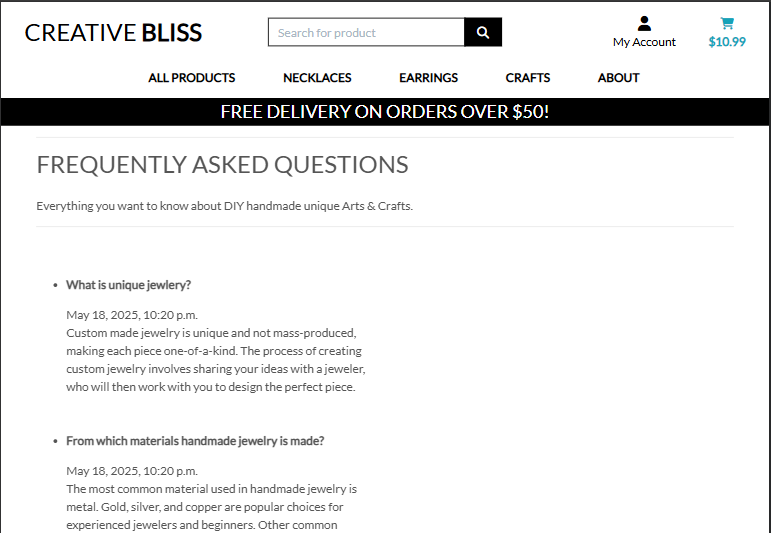 CREATIVE BLISS
Search for product
My Account
$10.99
ALL PRODUCTS NECKLACES EARRINGS CRAFTS ABOUT
FREE DELIVERY ON ORDERS OVER $50!
FREQUENTLY ASKED QUESTIONS
Everything you want to know about DIY handmade unique Arts & Crafts.
• What is unique jewlery?
May 18, 2025, 10:20 p.m.
Custom made jewelry is unique and not mass-produced,
making each piece one-of-a-kind. The process of creating
custom jewelry involves sharing your ideas with a jeweler,
who will then work with you to design the perfect piece.
• From which materials handmade jewelry is made?
May 18, 2025, 10:20 p.m.
The most common material used in handmade jewelry is
metal. Gold, silver, and copper are popular choices for
experienced jewelers and beginners. Other common